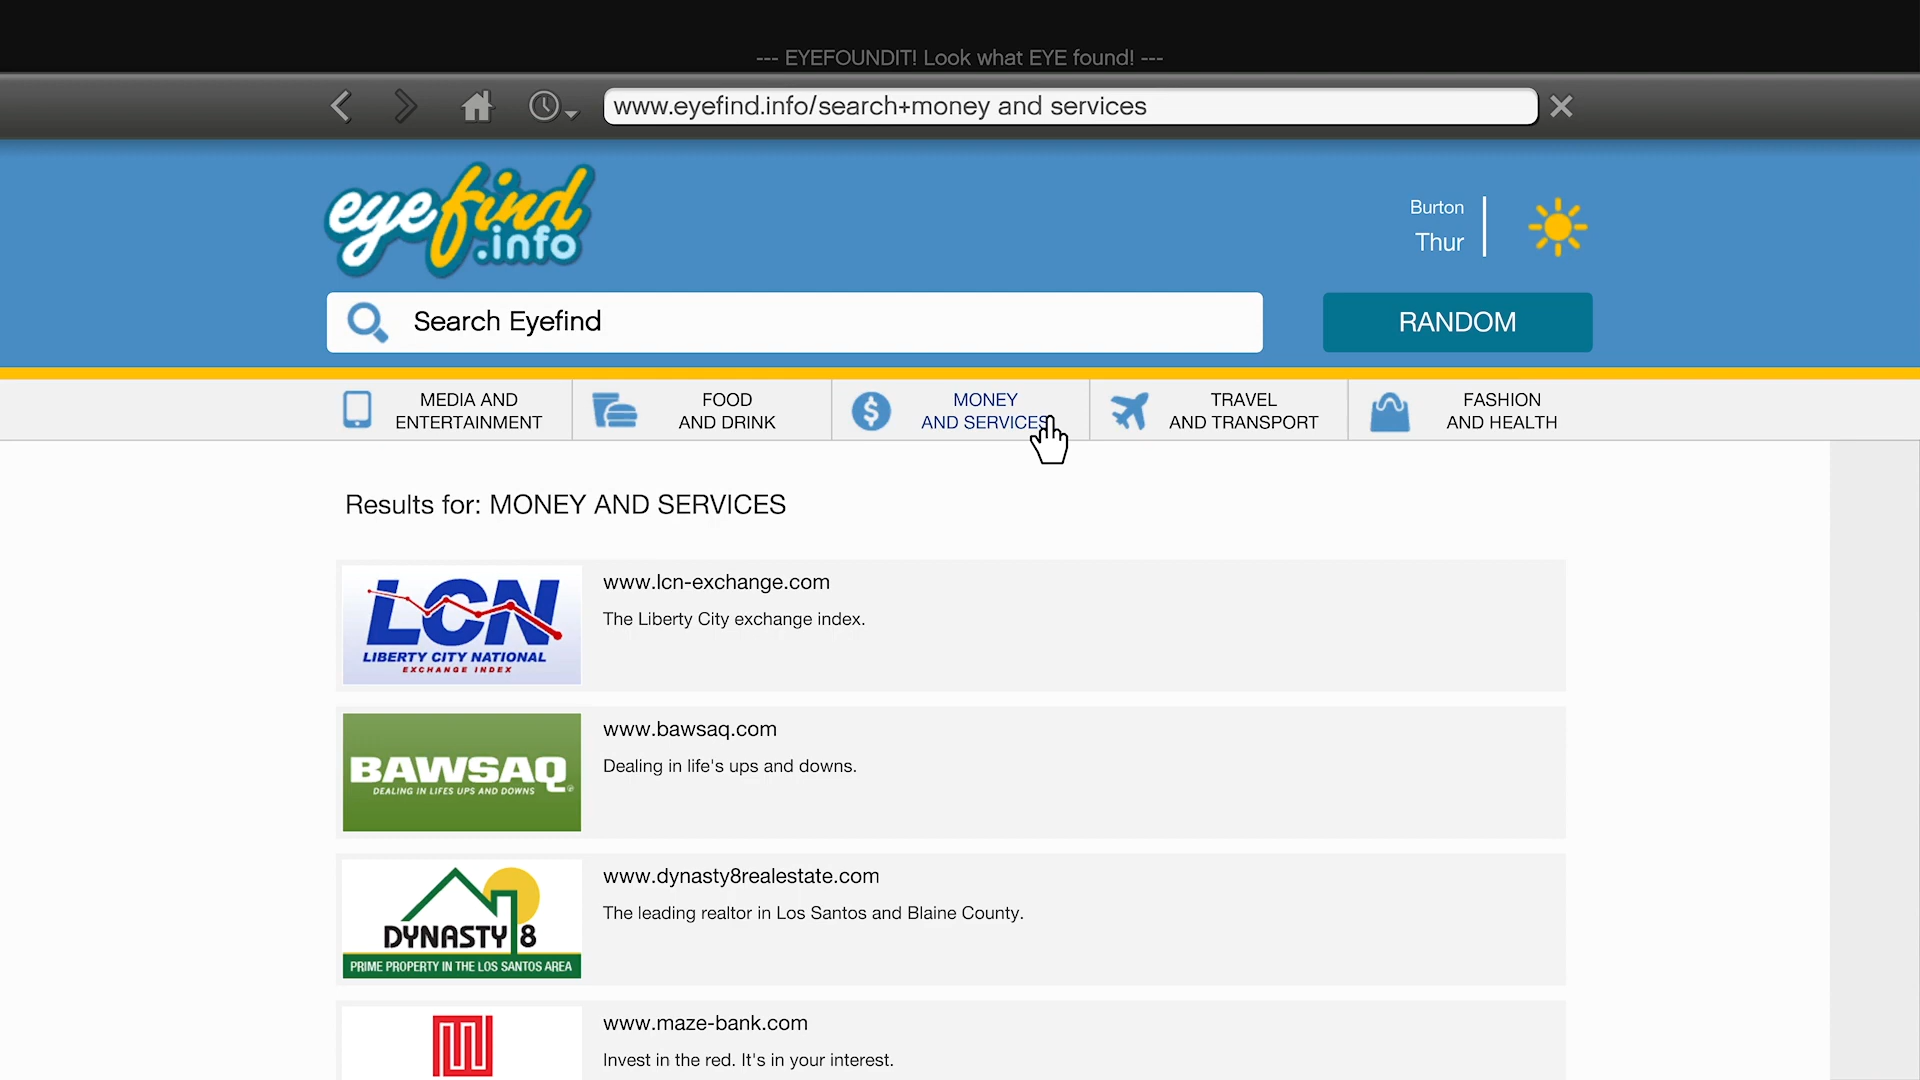 --- EYEFOUNDIT! Look what EYE found! ---
www.eyefind.info/search+money and services
eyefind
.info
Burton
Thur
Search Eyefind
RANDOM
MEDIA AND
ENTERTAINMENT
FOOD
AND DRINK
MONEY
AND SERVICES
TRAVEL
AND TRANSPORT
FASHION
AND HEALTH
Results for: MONEY AND SERVICES
LCN
LIBERTY CITY NATIONAL
EXCHANGE INDEX
www.lcn-exchange.com
The Liberty City exchange index.
BAWSAQ
DEALING IN LIFES UPS AND DOWNS
www.bawsaq.com
Dealing in life's ups and downs.
DYNASTY 8
PRIME PROPERTY IN THE LOS SANTOS AREA
www.dynasty8realestate.com
The leading realtor in Los Santos and Blaine County.
www.maze-bank.com
Invest in the red. It's in your interest.